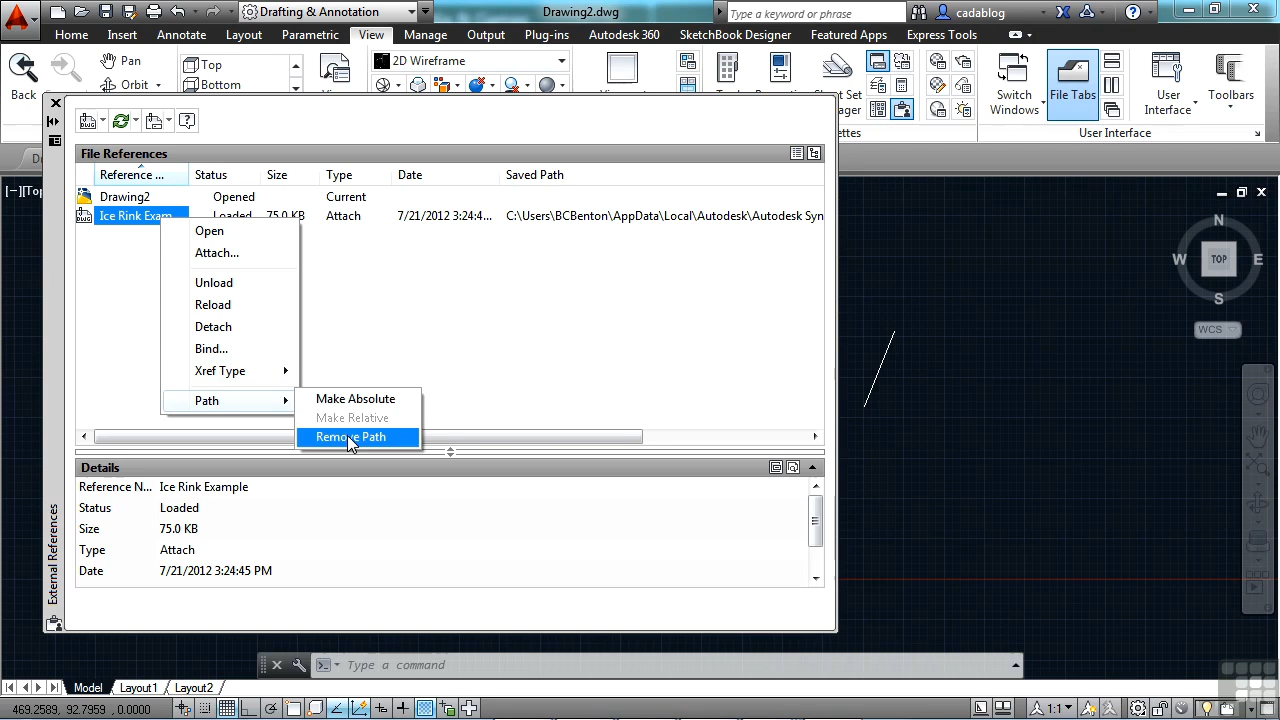 Drafting & Annotation
Drawing2.dwg
Type a keyword or phrase
cadablog
Home Insert Annotate Layout Parametric View Manage Output Plug-ins Autodesk 360 SketchBook Designer Featured Apps Express Tools
Back
Pan
Orbit
Top
Bottom
2D Wireframe
Switch Windows
File Tabs
User Interface
Toolbars
User Interface
File References
Reference ... Status Size Type Date Saved Path
Drawing2 Opened Current
Ice Rink Exam Loaded 75.0 KB Attach 7/21/2012 3:24:4... C:\Users\BCBenton\AppData\Local\Autodesk\Autodesk Syn
Open
Attach...
Unload
Reload
Detach
Bind...
Xref Type
Path
Make Absolute
Make Relative
Remove Path
Details
Reference N... Ice Rink Example
Status Loaded
Size 75.0 KB
Type Attach
Date 7/21/2012 3:24:45 PM
External References
[-][Top
N
W TOP E
S
WCS
Type a command
Model Layout1 Layout2
469.2589, 92.7959 , 0.0000
1:1